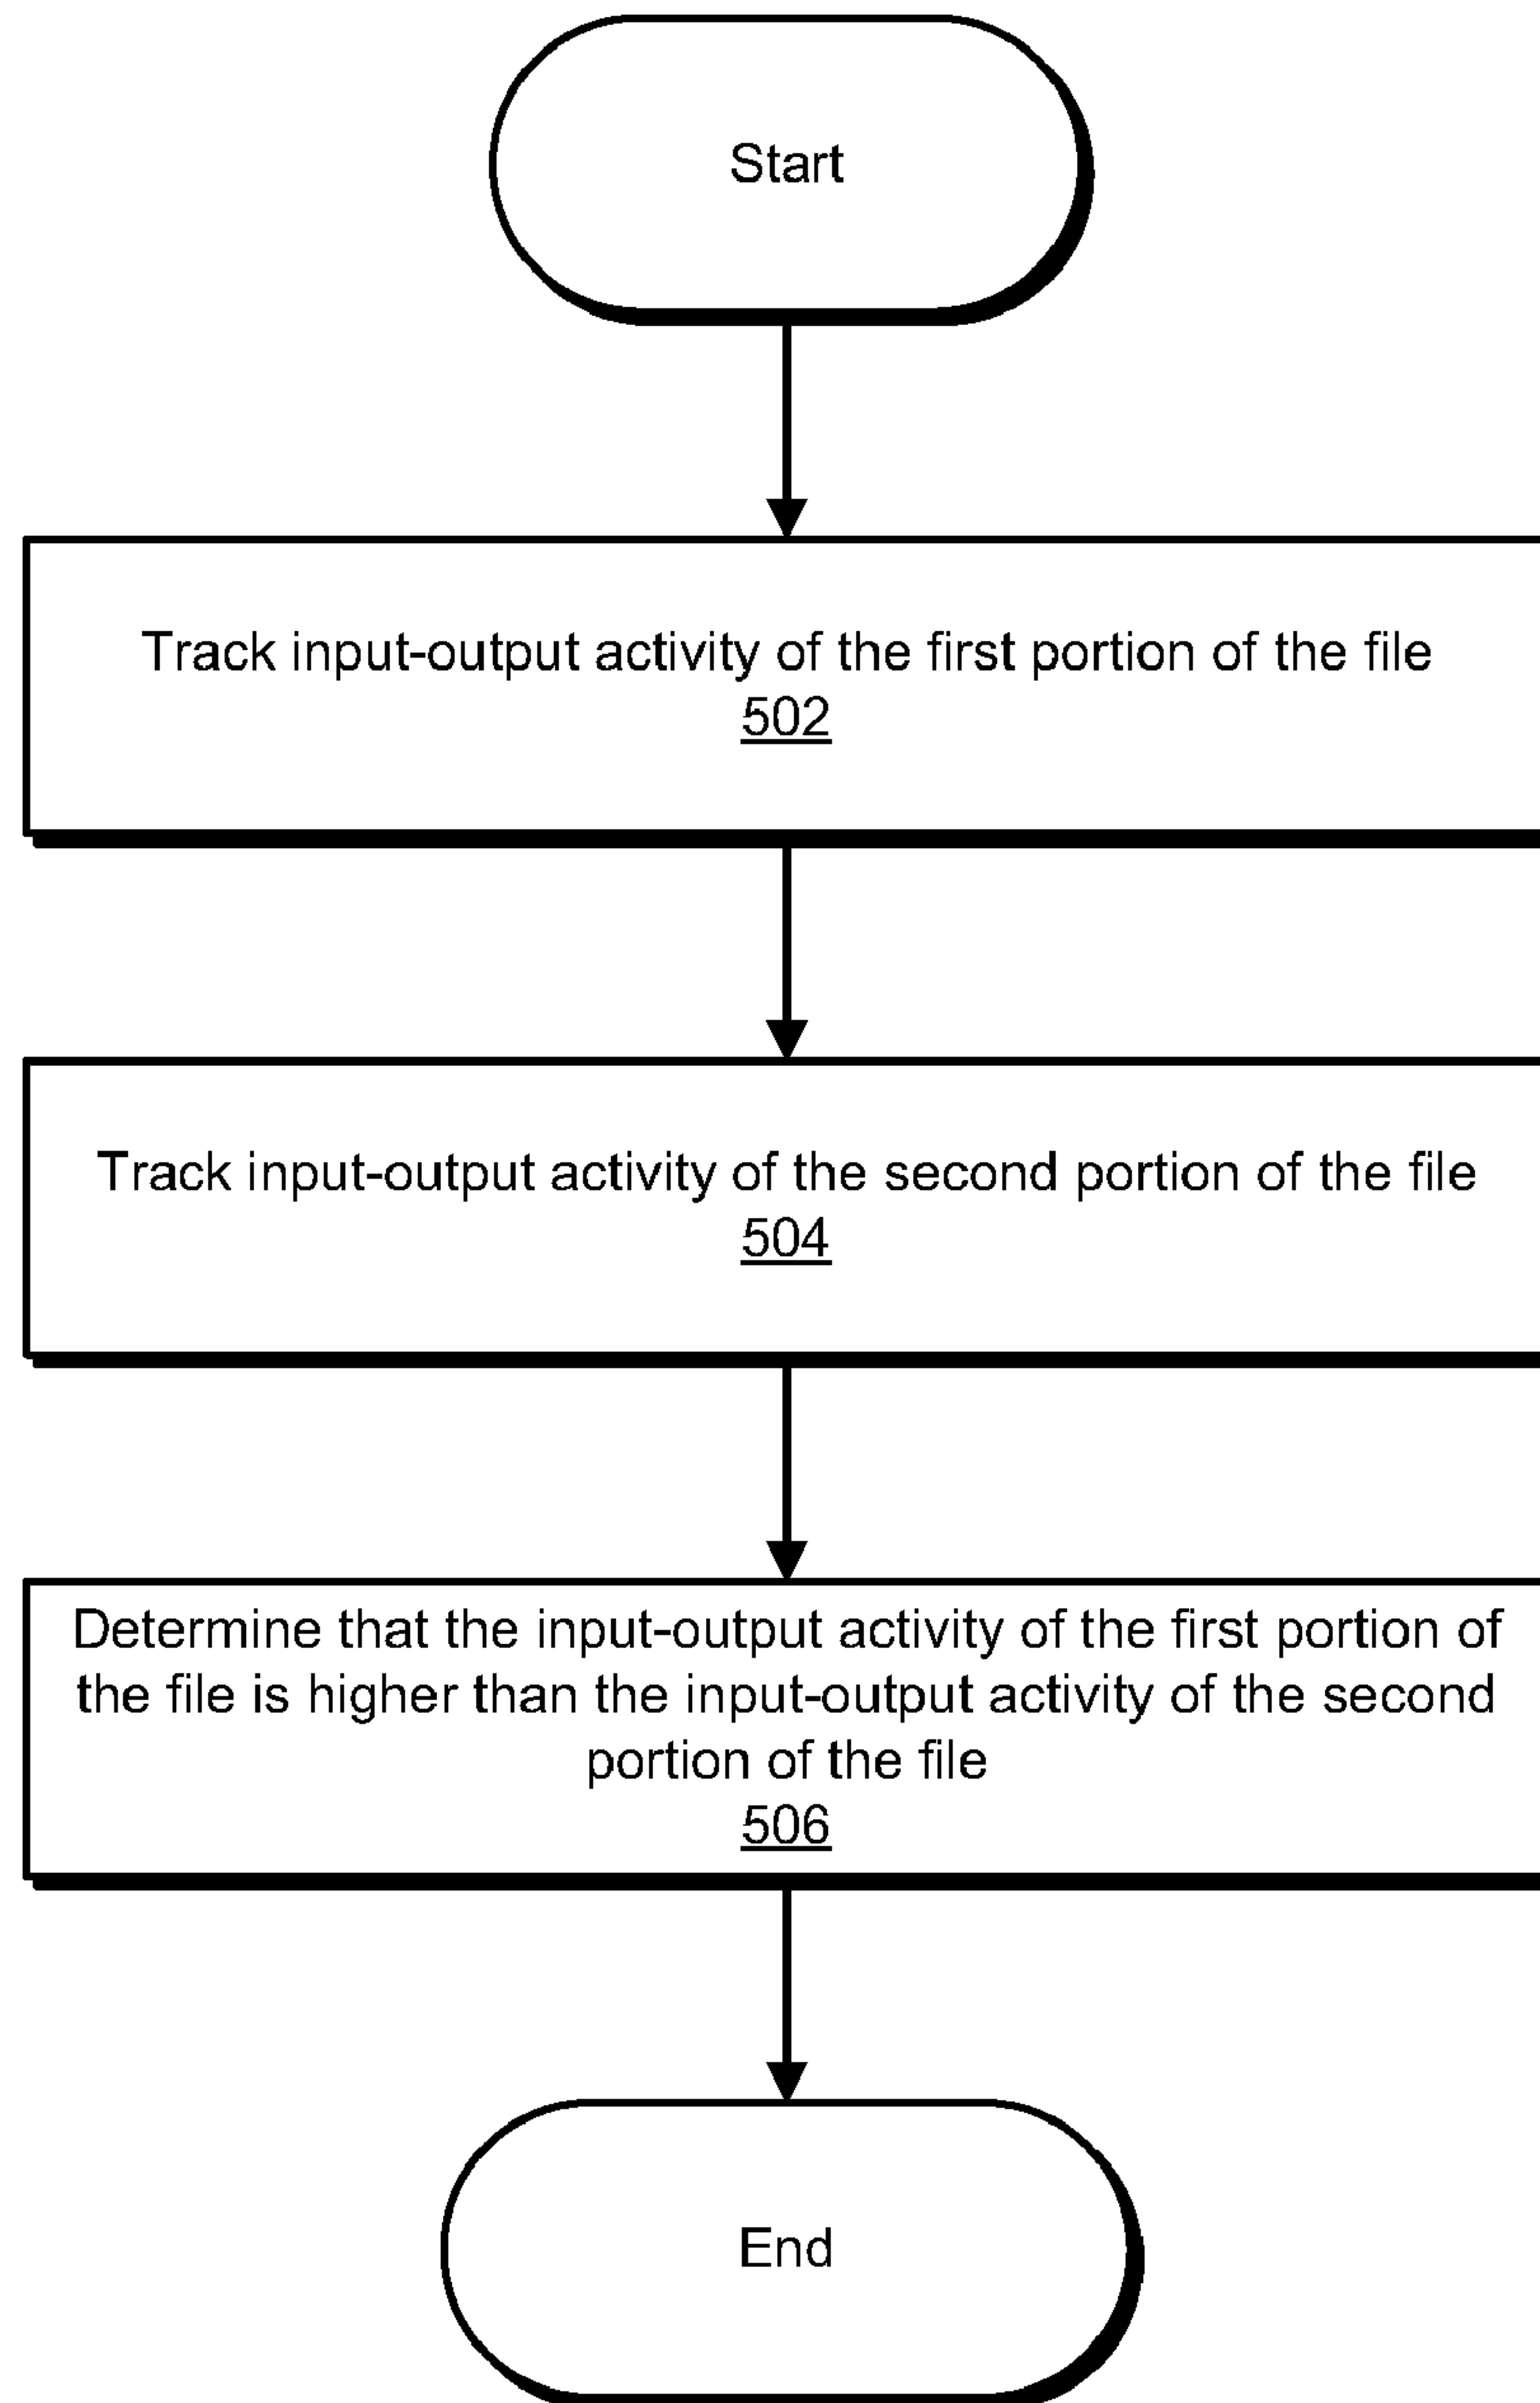 Start
Track input-output activity of the first portion of the file
502
Track input-output activity of the second portion of the file
504
Determine that the input-output activity of the first portion of
the file is higher than the input-output activity of the second
portion of the file
506
End